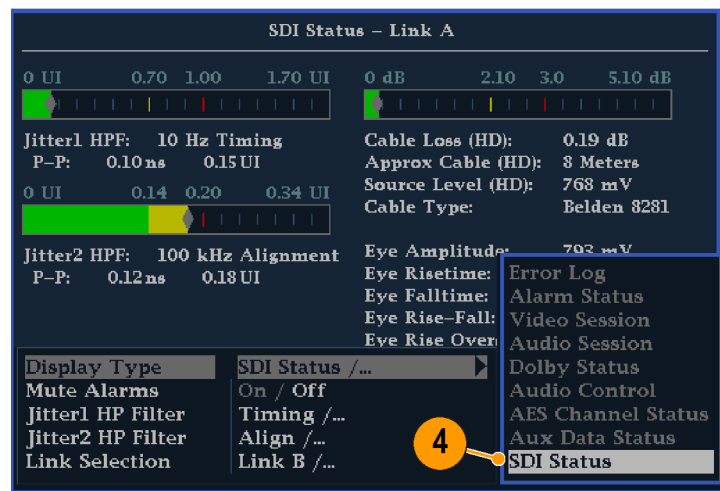 SDI Status – Link A
0 UI 0.70 1.00 1.70 UI
Jitter1 HPF: 10 Hz Timing
P–P: 0.10 ns 0.15 UI
0 UI 0.14 0.20 0.34 UI
Jitter2 HPF: 100 kHz Alignment
P–P: 0.12 ns 0.18 UI
0 dB 2.10 3.0 5.10 dB
Cable Loss (HD): 0.19 dB
Approx Cable (HD): 8 Meters
Source Level (HD): 768 mV
Cable Type: Belden 8281
Eye Amplitude: 793 mV
Eye Risetime:
Eye Falltime:
Eye Rise–Fall:
Eye Rise Over
Display Type SDI Status /...
Mute Alarms On / Off
Jitter1 HP Filter Timing /...
Jitter2 HP Filter Align /...
Link Selection Link B /...
Error Log
Alarm Status
Video Session
Audio Session
Dolby Status
Audio Control
AES Channel Status
Aux Data Status
SDI Status
4